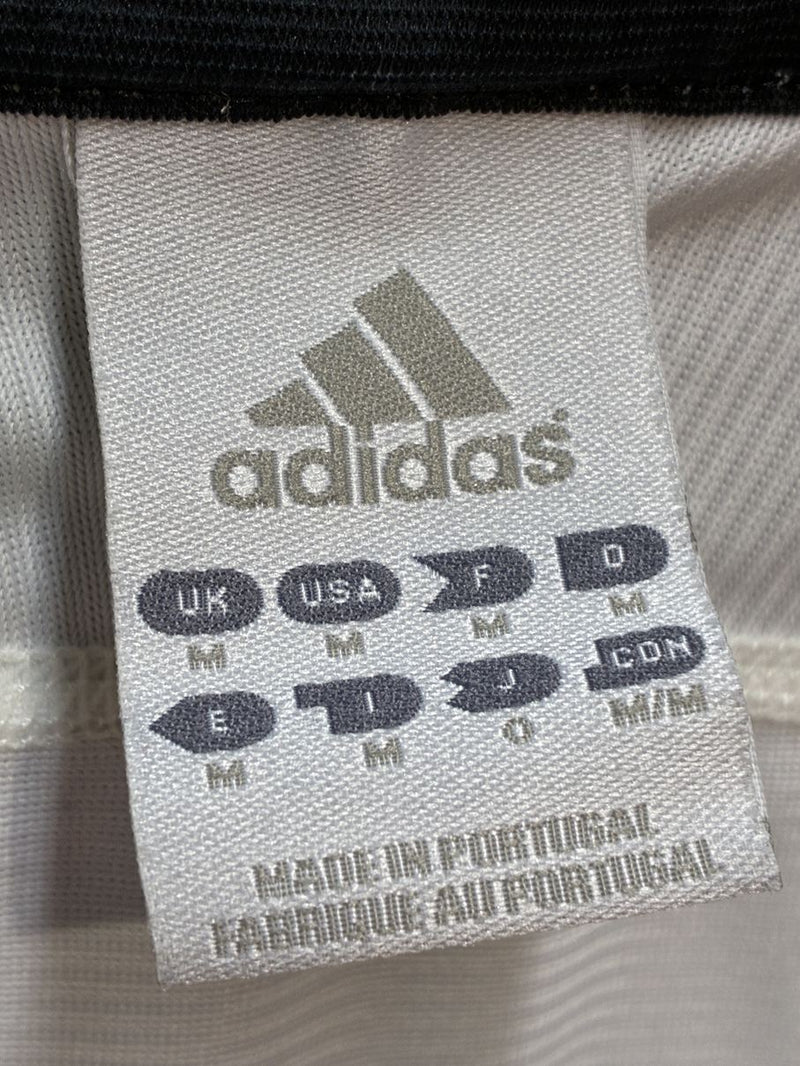 adidas®
UK USA F D
M M M M
E I J CDN
M M O M/M
MADE IN PORTUGAL
FABRIQUE AU PORTUGAL